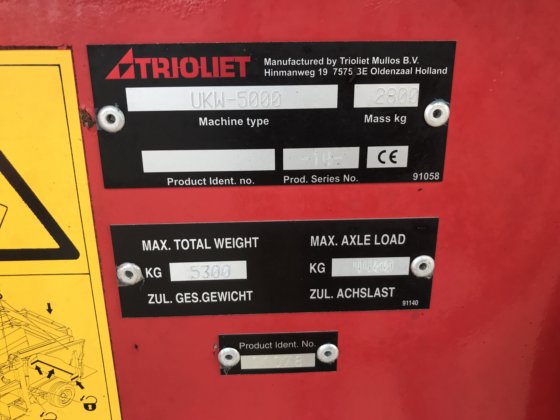 TRIOLIET
Manufactured by Trioliet Mullos B.V.
Hinmanweg 19 7575 BE Oldenzaal Holland
UKW-5000 2800
Machine type Mass kg
-10- CE
Product Ident. no. Prod. Series No. 91058
MAX. TOTAL WEIGHT MAX. AXLE LOAD
KG 5300 KG
ZUL. GES.GEWICHT ZUL. ACHSLAST
91140
Product Ident. No.